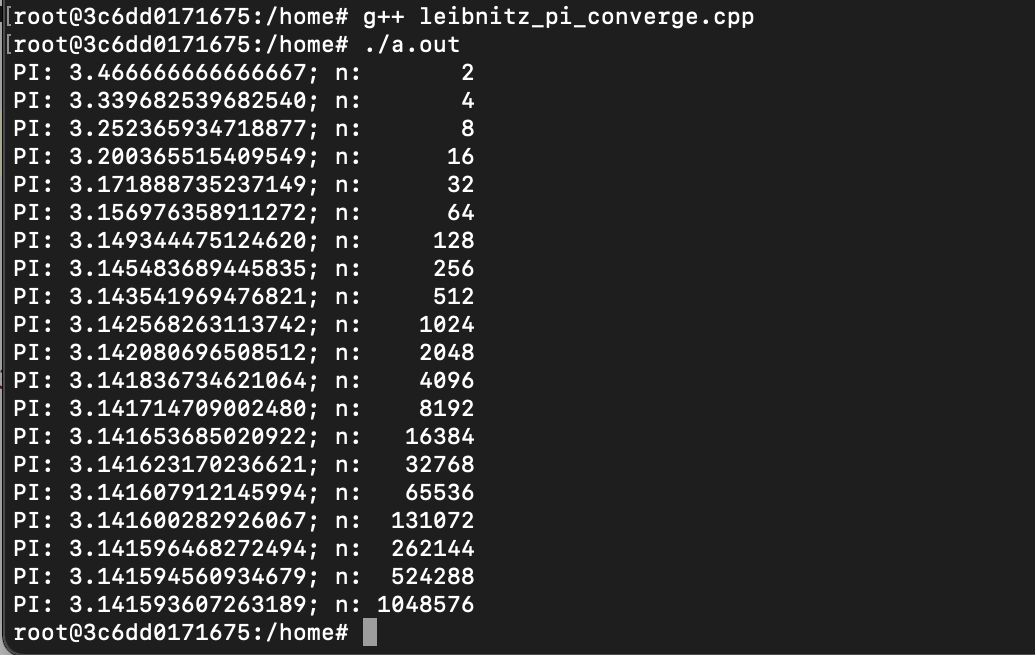 [root@3c6dd0171675:/home# g++ leibnitz_pi_converge.cpp
[root@3c6dd0171675:/home# ./a.out
PI: 3.466666666666667; n:       2
PI: 3.339682539682540; n:       4
PI: 3.252365934718877; n:       8
PI: 3.200365515409549; n:      16
PI: 3.171888735237149; n:      32
PI: 3.156976358911272; n:      64
PI: 3.149344475124620; n:     128
PI: 3.145483689445835; n:     256
PI: 3.143541969476821; n:     512
PI: 3.142568263113742; n:    1024
PI: 3.142080696508512; n:    2048
PI: 3.141836734621064; n:    4096
PI: 3.141714709002480; n:    8192
PI: 3.141653685020922; n:   16384
PI: 3.141623170236621; n:   32768
PI: 3.141607912145994; n:   65536
PI: 3.141600282926067; n:  131072
PI: 3.141596468272494; n:  262144
PI: 3.141594560934679; n:  524288
PI: 3.141593607263189; n: 1048576
root@3c6dd0171675:/home#